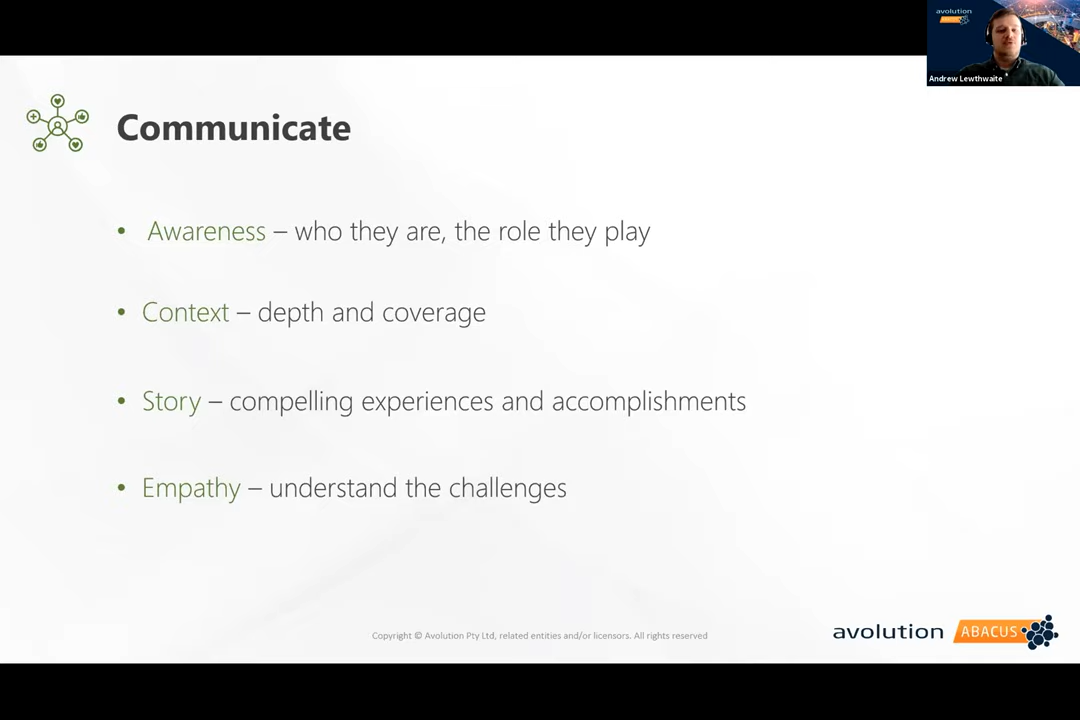 avolution
Andrew Lewthwaite
Communicate
• Awareness – who they are, the role they play
• Context – depth and coverage
• Story – compelling experiences and accomplishments
• Empathy – understand the challenges
Copyright © Avolution Pty Ltd, related entities and/or licensors. All rights reserved
avolution ABACUS